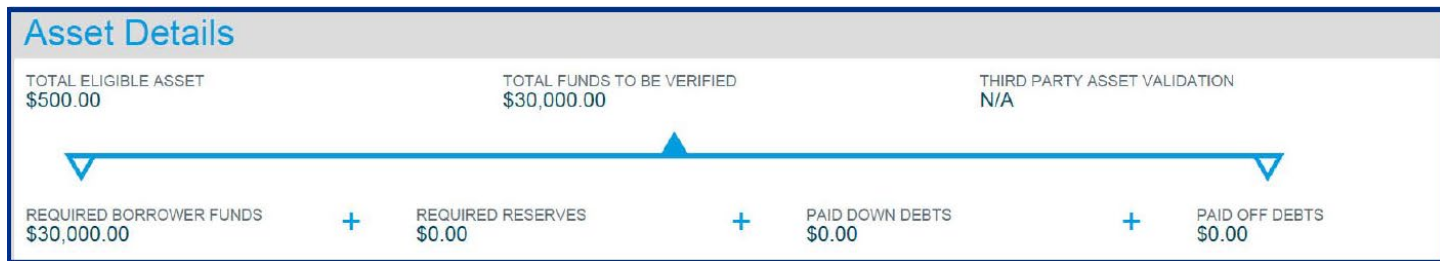 Asset Details
TOTAL ELIGIBLE ASSET TOTAL FUNDS TO BE VERIFIED THIRD PARTY ASSET VALIDATION
$500.00 $30,000.00 N/A
REQUIRED BORROWER FUNDS + REQUIRED RESERVES + PAID DOWN DEBTS + PAID OFF DEBTS
$30,000.00 $0.00 $0.00 $0.00